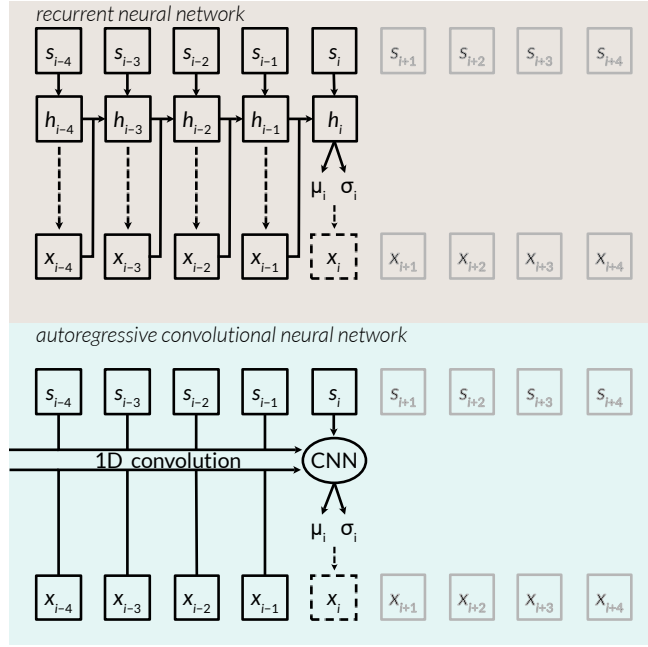 recurrent neural network
s_{i−4} s_{i−3} s_{i−2} s_{i−1} s_i s_{i+1} s_{i+2} s_{i+3} s_{i+4}
h_{i−4} h_{i−3} h_{i−2} h_{i−1} h_i
μ_i σ_i
x_{i−4} x_{i−3} x_{i−2} x_{i−1} x_i x_{i+1} x_{i+2} x_{i+3} x_{i+4}
autoregressive convolutional neural network
s_{i−4} s_{i−3} s_{i−2} s_{i−1} s_i s_{i+1} s_{i+2} s_{i+3} s_{i+4}
1D convolution CNN
μ_i σ_i
x_{i−4} x_{i−3} x_{i−2} x_{i−1} x_i x_{i+1} x_{i+2} x_{i+3} x_{i+4}